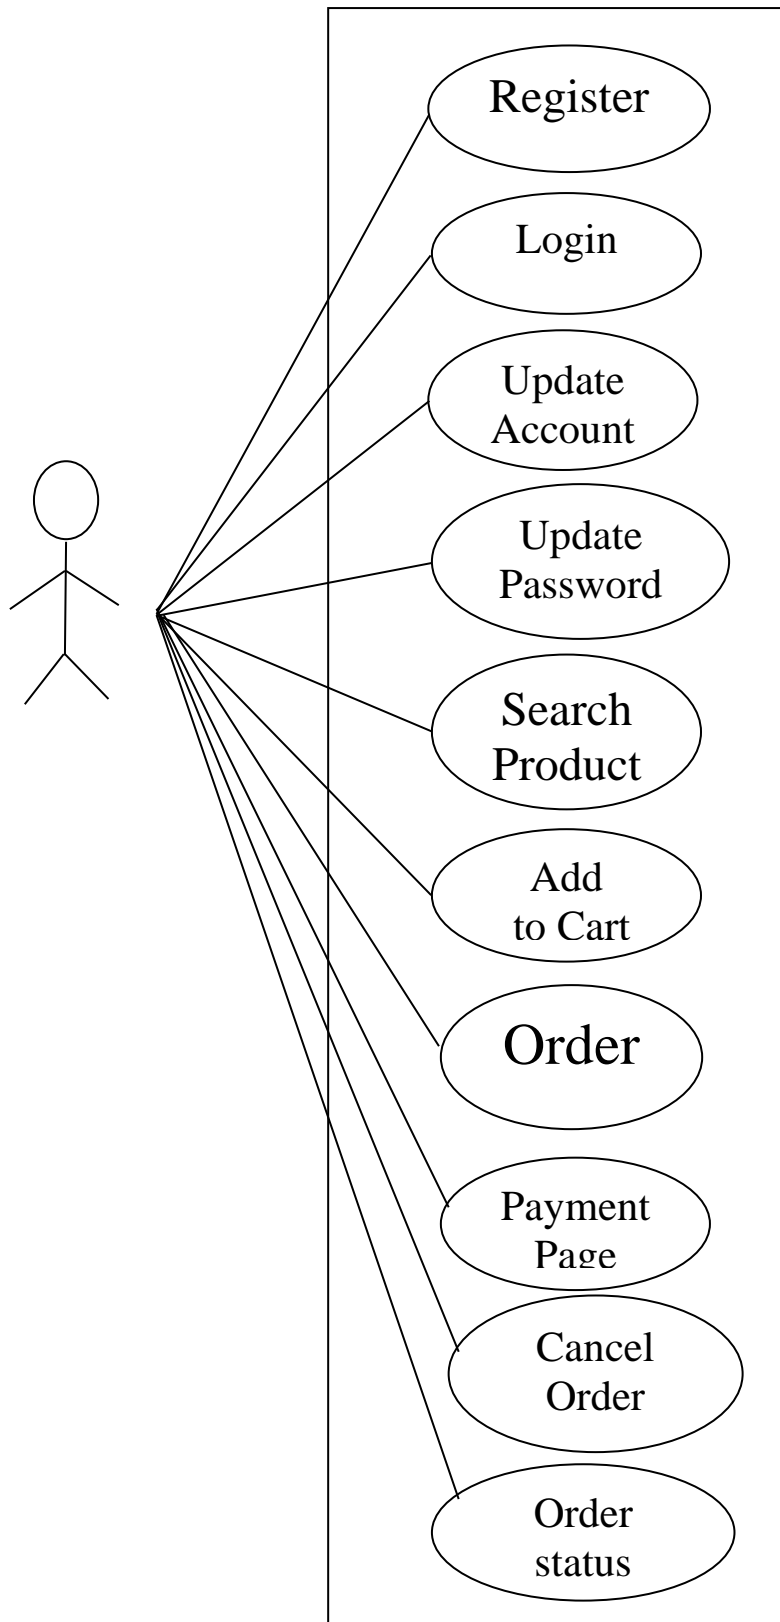 Register
Login
Update
Account
Update
Password
Search
Product
Add
to Cart
Order
Payment
Page
Cancel
Order
Order
status